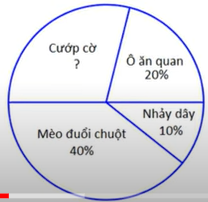 Cướp cờ
?
Ô ăn quan
20%
Nhảy dây
10%
Mèo đuổi chuột
40%